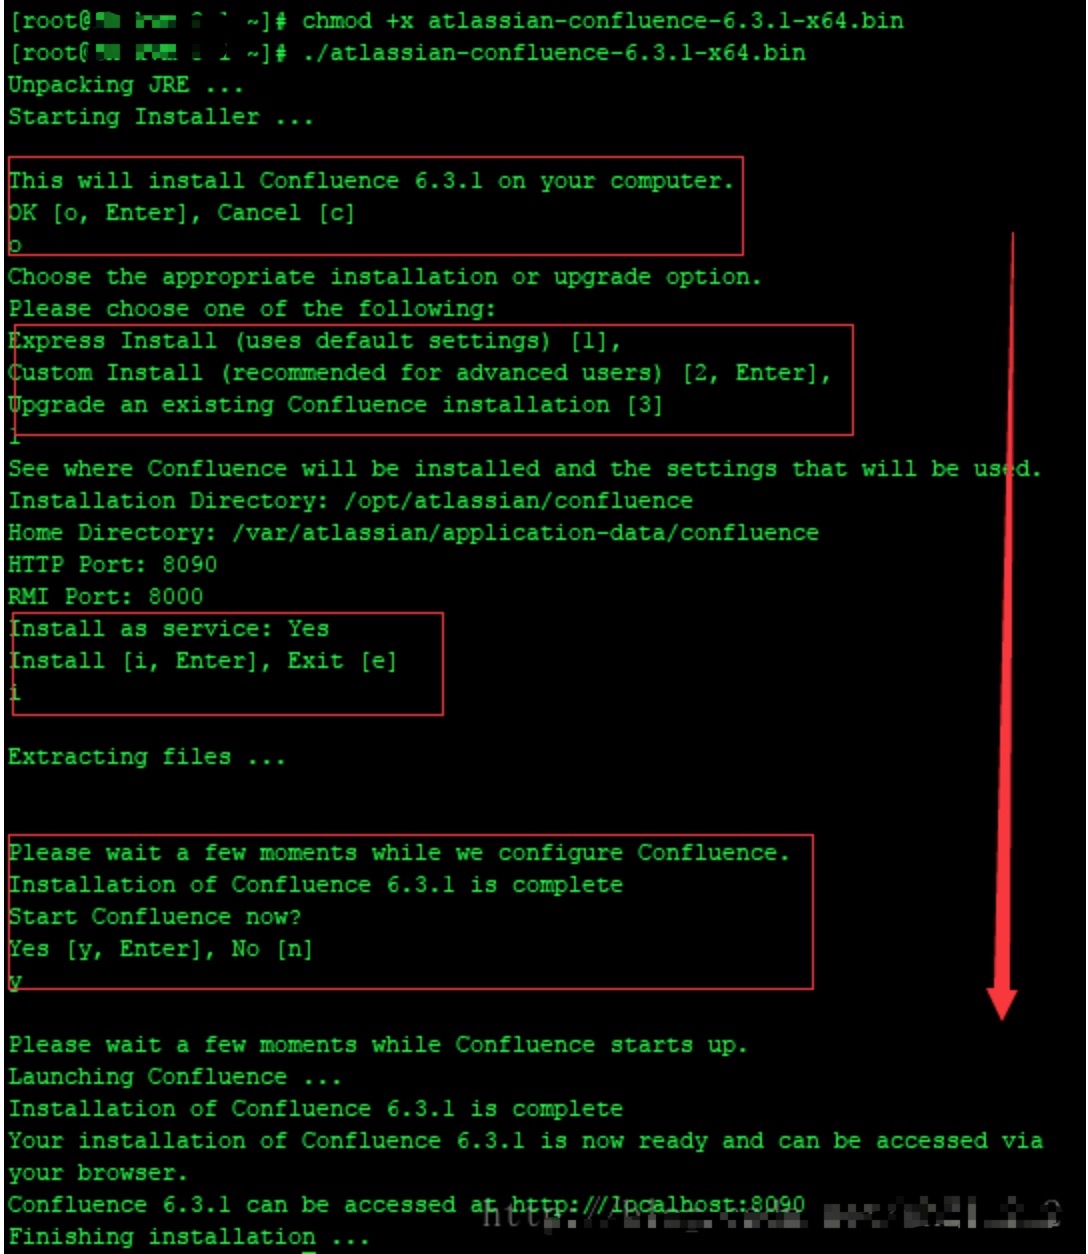 [root@ ~]# chmod +x atlassian-confluence-6.3.1-x64.bin
[root@ ~]# ./atlassian-confluence-6.3.1-x64.bin
Unpacking JRE ...
Starting Installer ...
This will install Confluence 6.3.1 on your computer.
OK [o, Enter], Cancel [c]
o
Choose the appropriate installation or upgrade option.
Please choose one of the following:
Express Install (uses default settings) [1],
Custom Install (recommended for advanced users) [2, Enter],
Upgrade an existing Confluence installation [3]
1
See where Confluence will be installed and the settings that will be used.
Installation Directory: /opt/atlassian/confluence
Home Directory: /var/atlassian/application-data/confluence
HTTP Port: 8090
RMI Port: 8000
Install as service: Yes
Install [i, Enter], Exit [e]
i
Extracting files ...
Please wait a few moments while we configure Confluence.
Installation of Confluence 6.3.1 is complete
Start Confluence now?
Yes [y, Enter], No [n]
y
Please wait a few moments while Confluence starts up.
Launching Confluence ...
Installation of Confluence 6.3.1 is complete
Your installation of Confluence 6.3.1 is now ready and can be accessed via
your browser.
Confluence 6.3.1 can be accessed at http://localhost:8090
Finishing installation ...